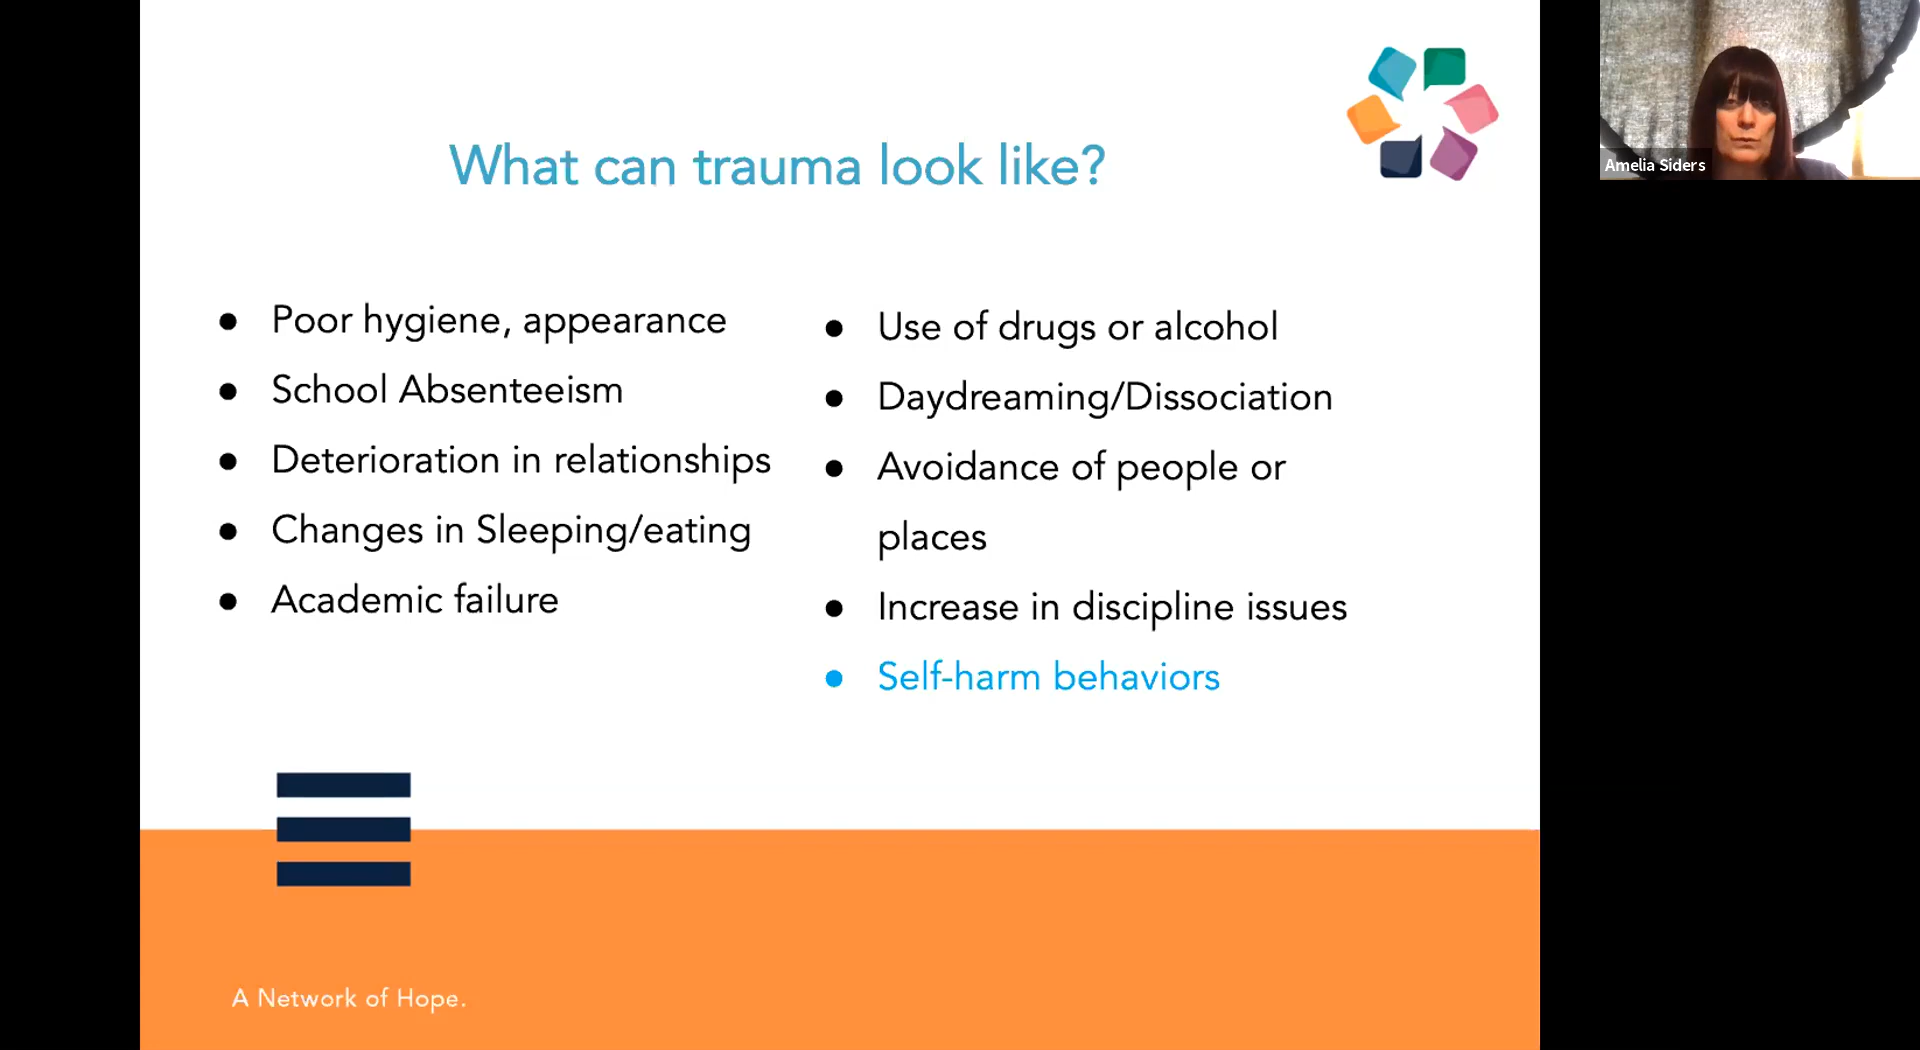 What can trauma look like?
● Poor hygiene, appearance
● School Absenteeism
● Deterioration in relationships
● Changes in Sleeping/eating
● Academic failure
● Use of drugs or alcohol
● Daydreaming/Dissociation
● Avoidance of people or
places
● Increase in discipline issues
● Self-harm behaviors
A Network of Hope.
Amelia Siders